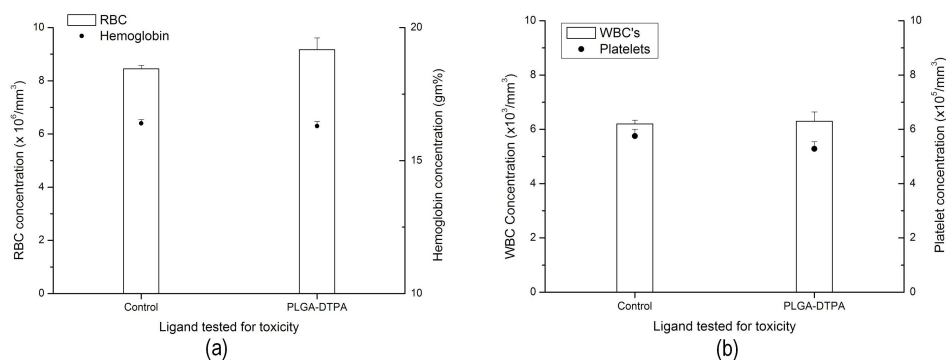 RBC
Hemoglobin
RBC concentration (x 10⁶/mm³)
10
8
6
4
2
0
Hemoglobin concentration (gm%)
20
15
10
Control
PLGA-DTPA
Ligand tested for toxicity
(a)
WBC's
Platelets
WBC Concentration (x10³/mm³)
10
8
6
4
2
0
Platelet concentration (x10⁵/mm³)
10
8
6
4
2
0
Control
PLGA-DTPA
Ligand tested for toxicity
(b)